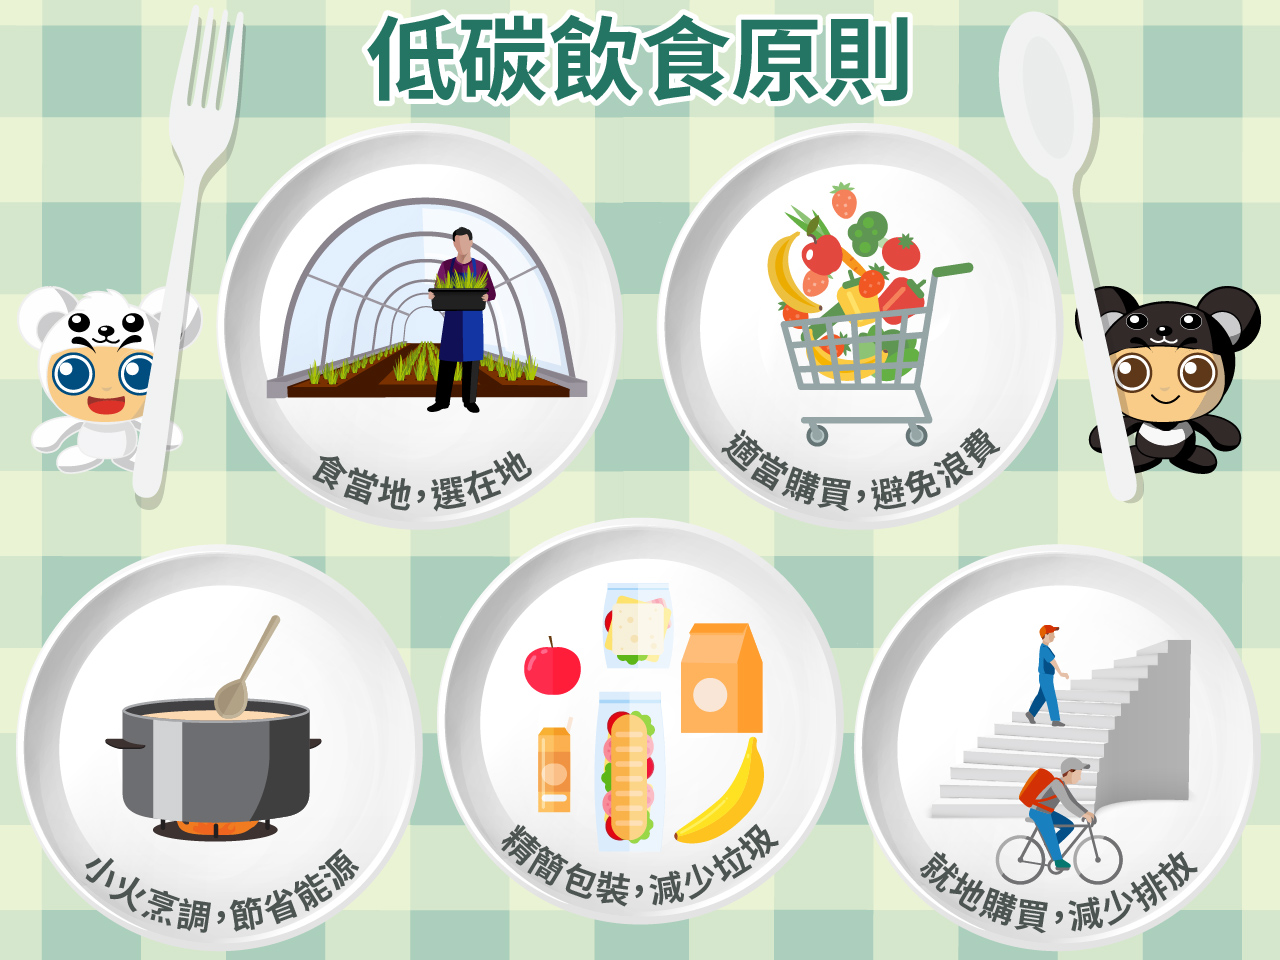 低碳飲食原則
食當地，選在地
適當購買，避免浪費
小火烹調，節省能源
精簡包裝，減少垃圾
就地購買，減少排放